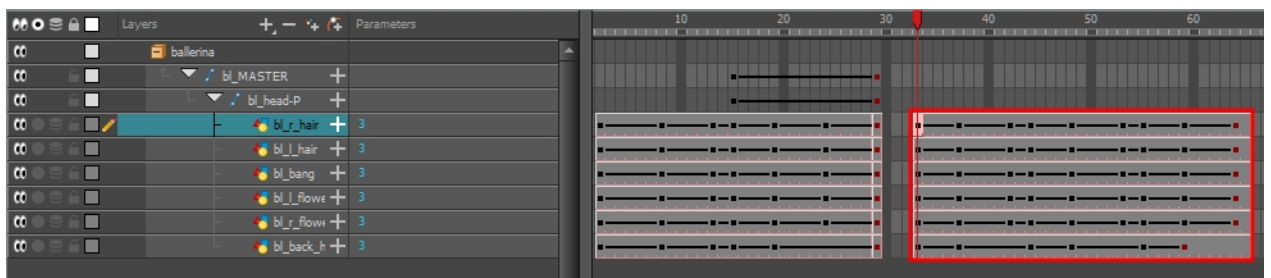 Layers Parameters 10 20 30 40 50 60
ballerina
bl_MASTER
bl_head-P
bl_r_hair 3
bl_l_hair 3
bl_bang 3
bl_l_flowe 3
bl_r_flowe 3
bl_back_h 3